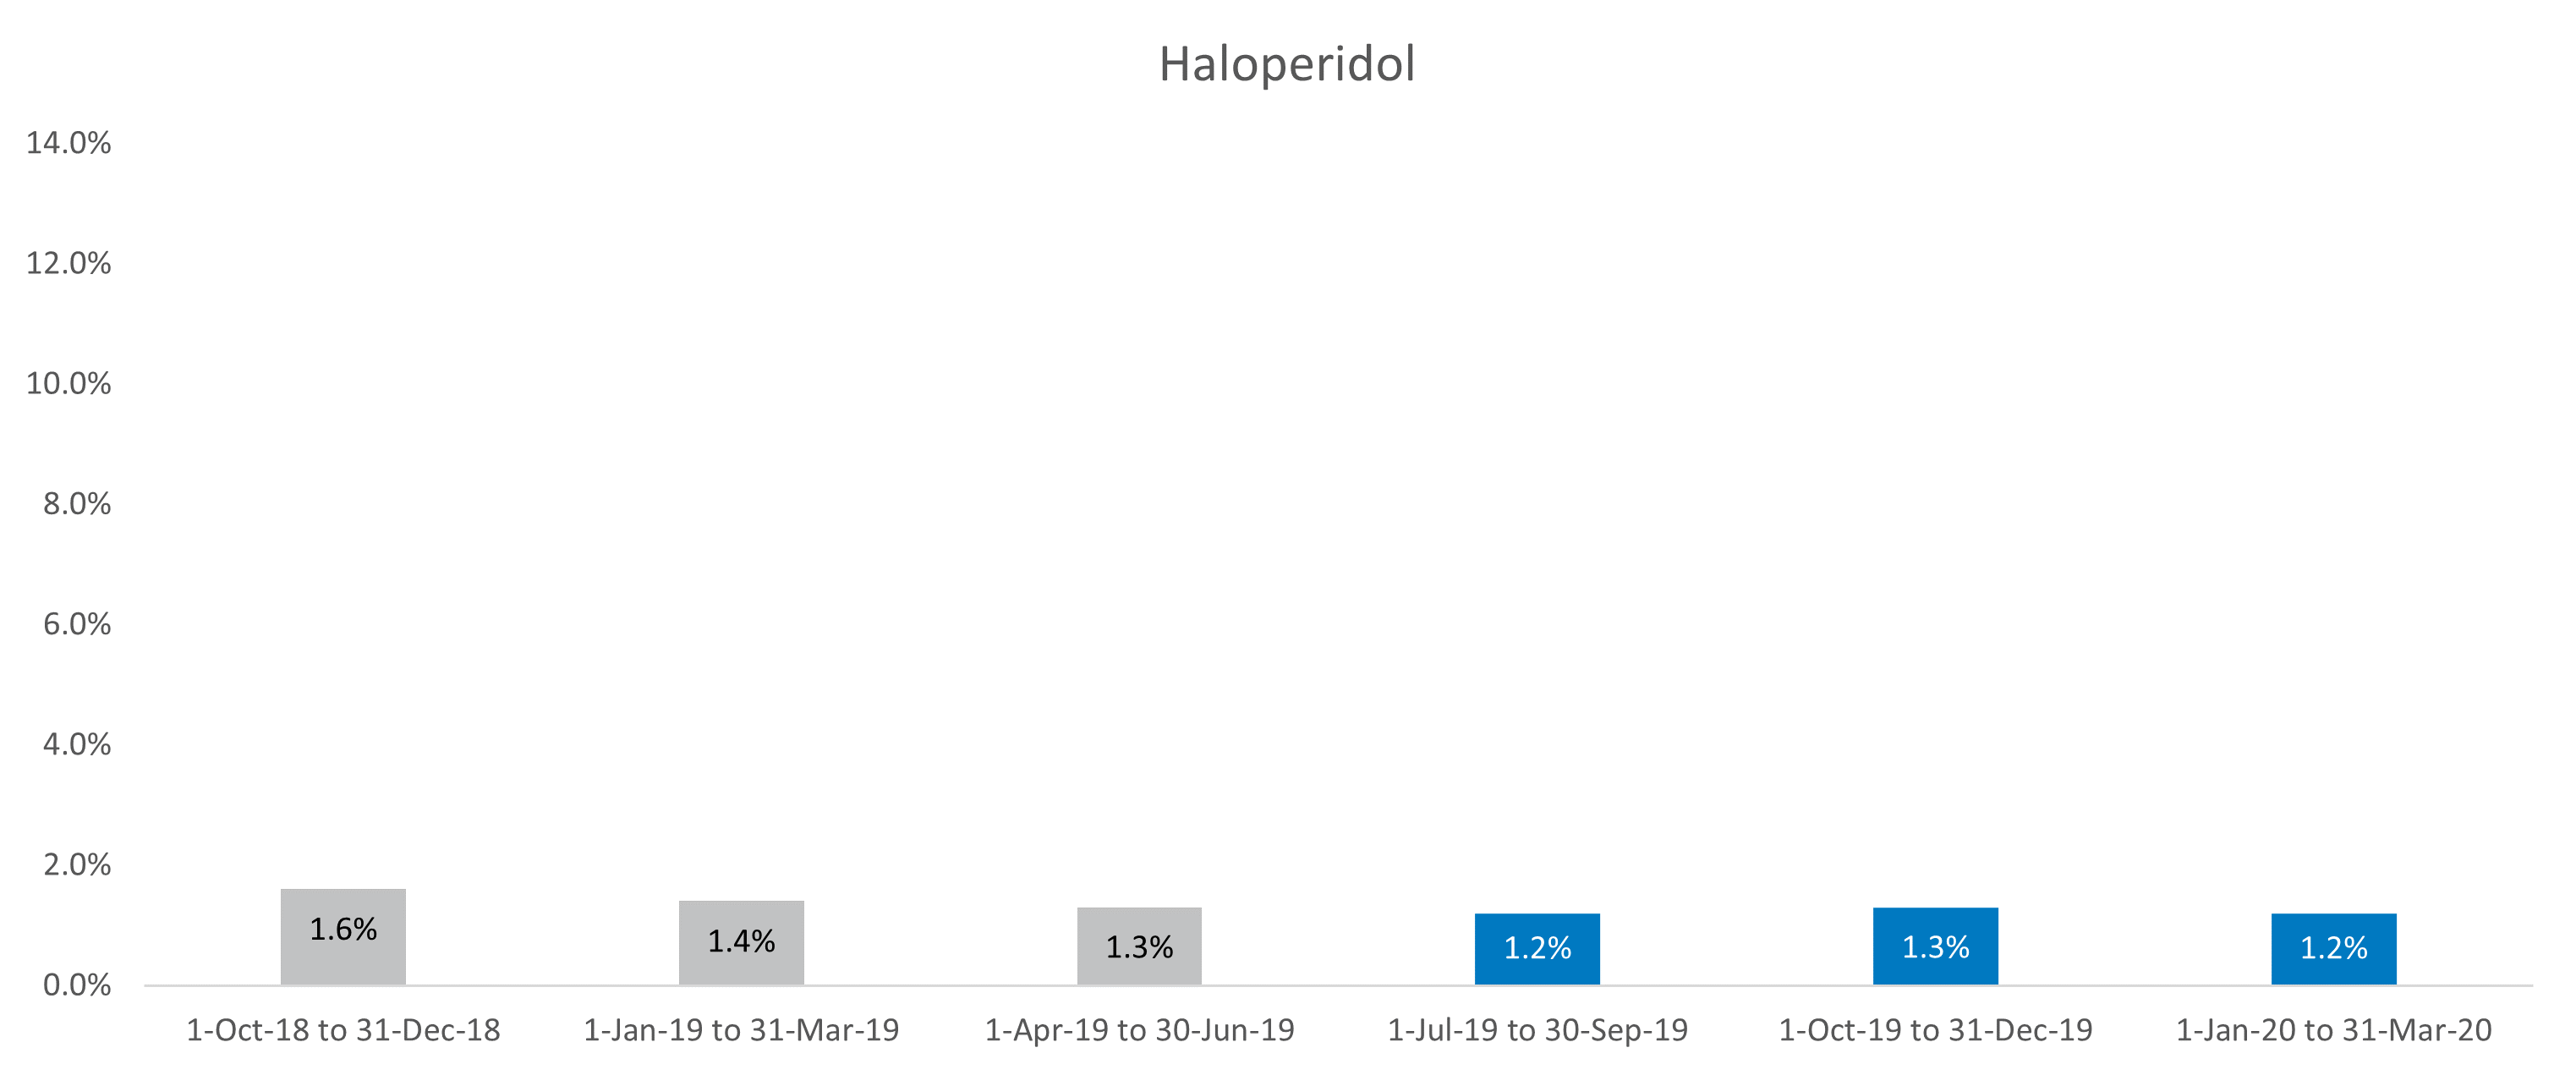 Haloperidol
14.0%
12.0%
10.0%
8.0%
6.0%
4.0%
2.0%
0.0%
1.6%
1.4%
1.3%
1.2%
1.3%
1.2%
1-Oct-18 to 31-Dec-18
1-Jan-19 to 31-Mar-19
1-Apr-19 to 30-Jun-19
1-Jul-19 to 30-Sep-19
1-Oct-19 to 31-Dec-19
1-Jan-20 to 31-Mar-20